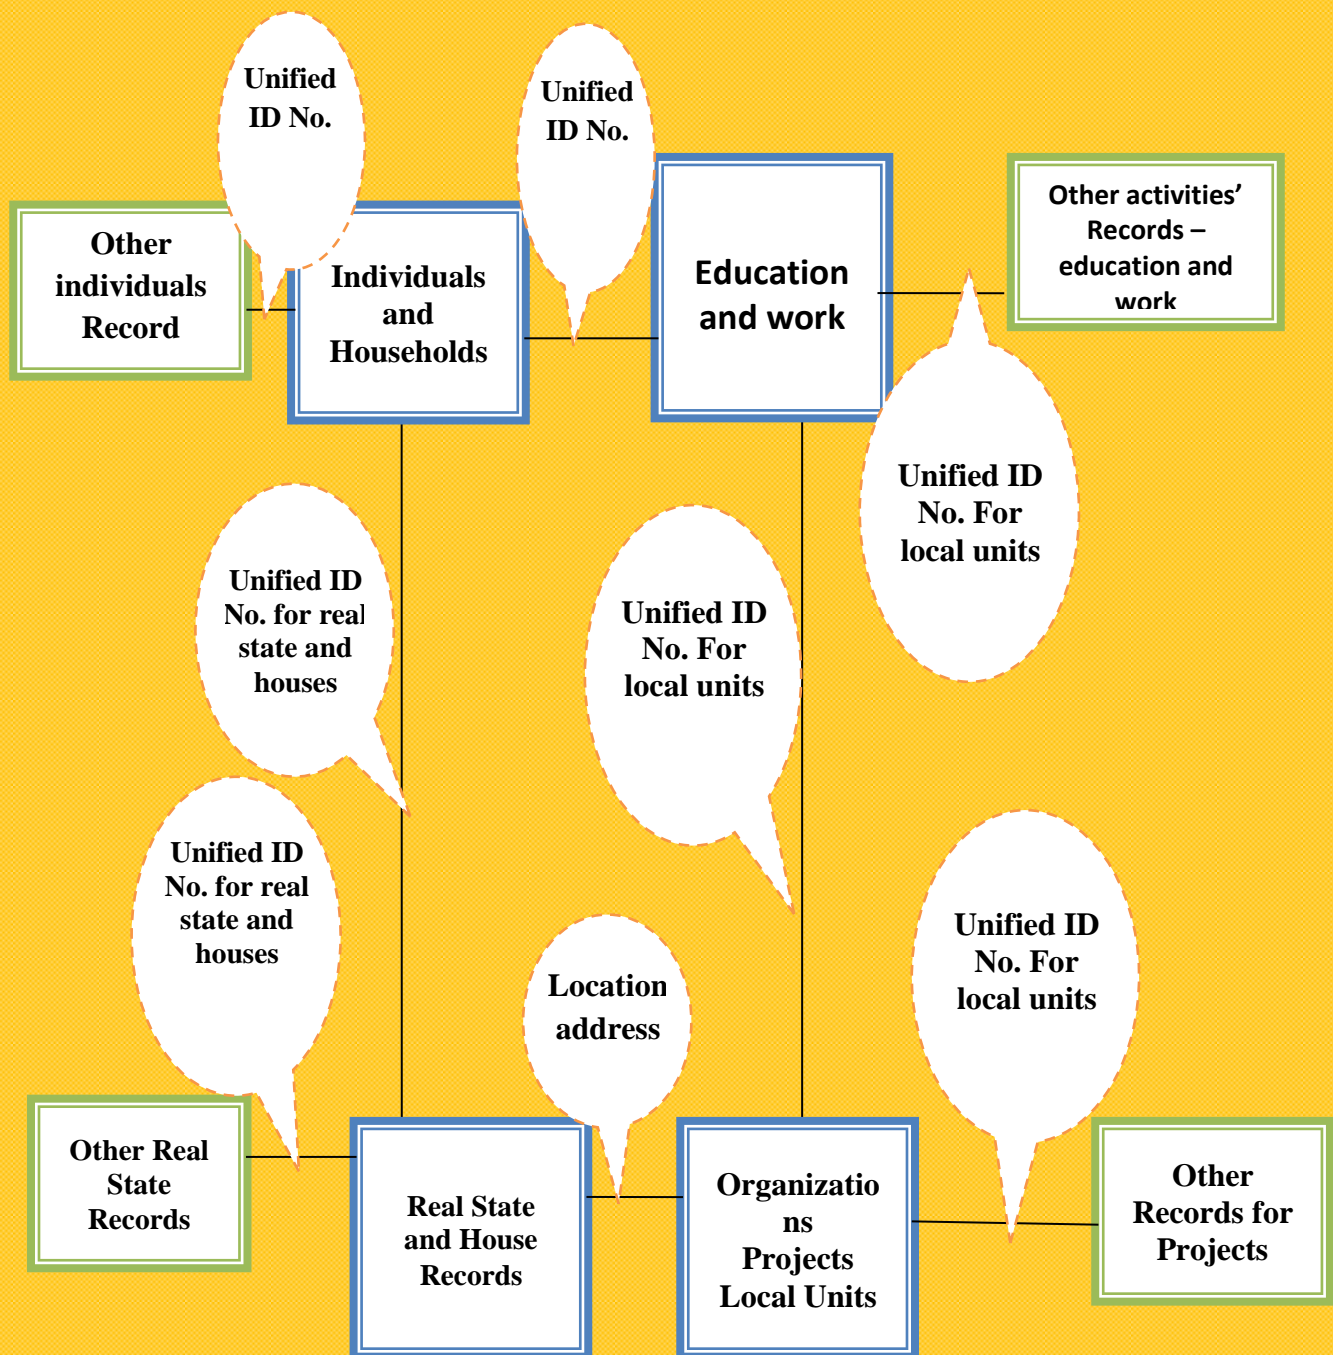 Unified
ID No.
Unified
ID No.
Other
individuals
Record
Individuals
and
Households
Education
and work
Other activities’
Records –
education and
work
Unified ID
No. For
local units
Unified ID
No. for real
state and
houses
Unified ID
No. For
local units
Unified ID
No. for real
state and
houses
Location
address
Unified ID
No. For
local units
Other Real
State
Records
Real State
and House
Records
Organizatio
ns
Projects
Local Units
Other
Records for
Projects